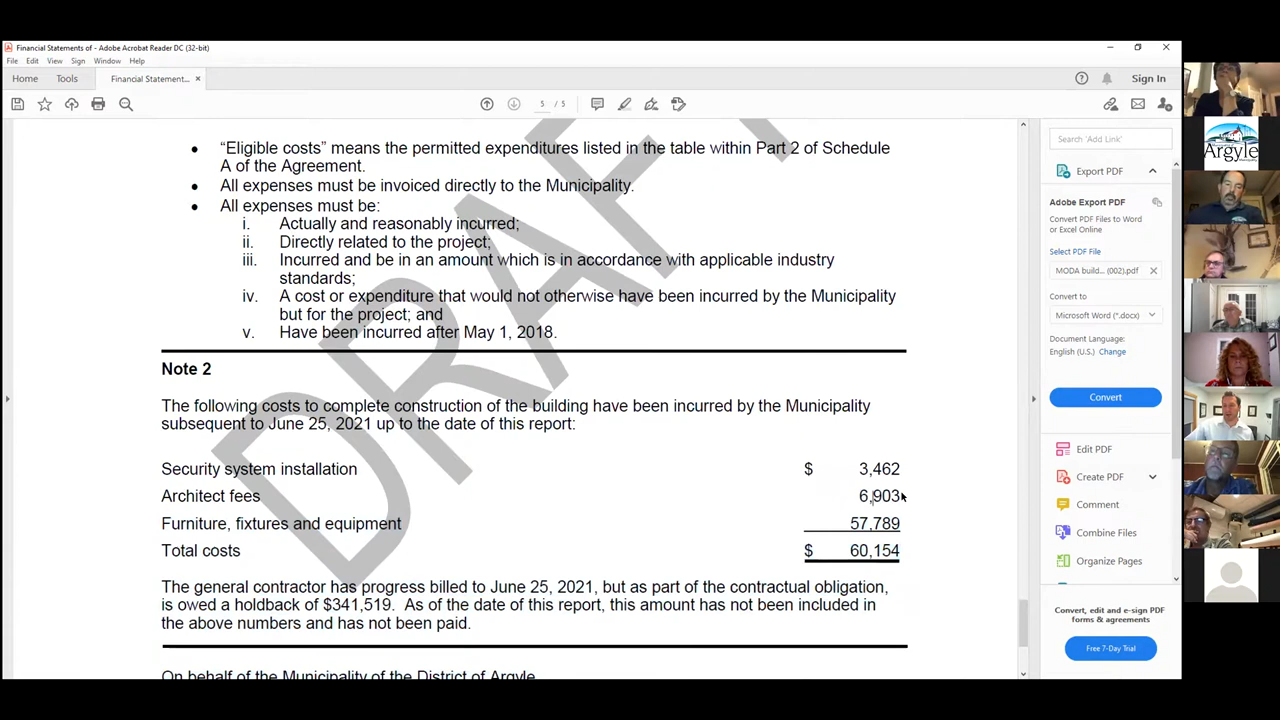 Financial Statements of - Adobe Acrobat Reader DC (32-bit)
File Edit View Sign Window Help
Home Tools Financial Statement... × Sign In
5 / 5
• “Eligible costs” means the permitted expenditures listed in the table within Part 2 of Schedule
A of the Agreement.
• All expenses must be invoiced directly to the Municipality.
• All expenses must be:
i. Actually and reasonably incurred;
ii. Directly related to the project;
iii. Incurred and be in an amount which is in accordance with applicable industry
standards;
iv. A cost or expenditure that would not otherwise have been incurred by the Municipality
but for the project; and
v. Have been incurred after May 1, 2018.
Note 2
The following costs to complete construction of the building have been incurred by the Municipality
subsequent to June 25, 2021 up to the date of this report:
Security system installation $ 3,462
Architect fees 6,903
Furniture, fixtures and equipment 57,789
Total costs $ 60,154
The general contractor has progress billed to June 25, 2021, but as part of the contractual obligation,
is owed a holdback of $341,519. As of the date of this report, this amount has not been included in
the above numbers and has not been paid.
On behalf of the Municipality of the District of Argyle
DRAFT
Search 'Add Link'
Export PDF
Adobe Export PDF
Convert PDF Files to Word
or Excel Online
Select PDF File
MODA build... (002).pdf ×
Convert to
Microsoft Word (*.docx)
Document Language:
English (U.S.) Change
Convert
Edit PDF
Create PDF
Comment
Combine Files
Organize Pages
Convert, edit and e-sign PDF
forms & agreements
Free 7-Day Trial
Argyle